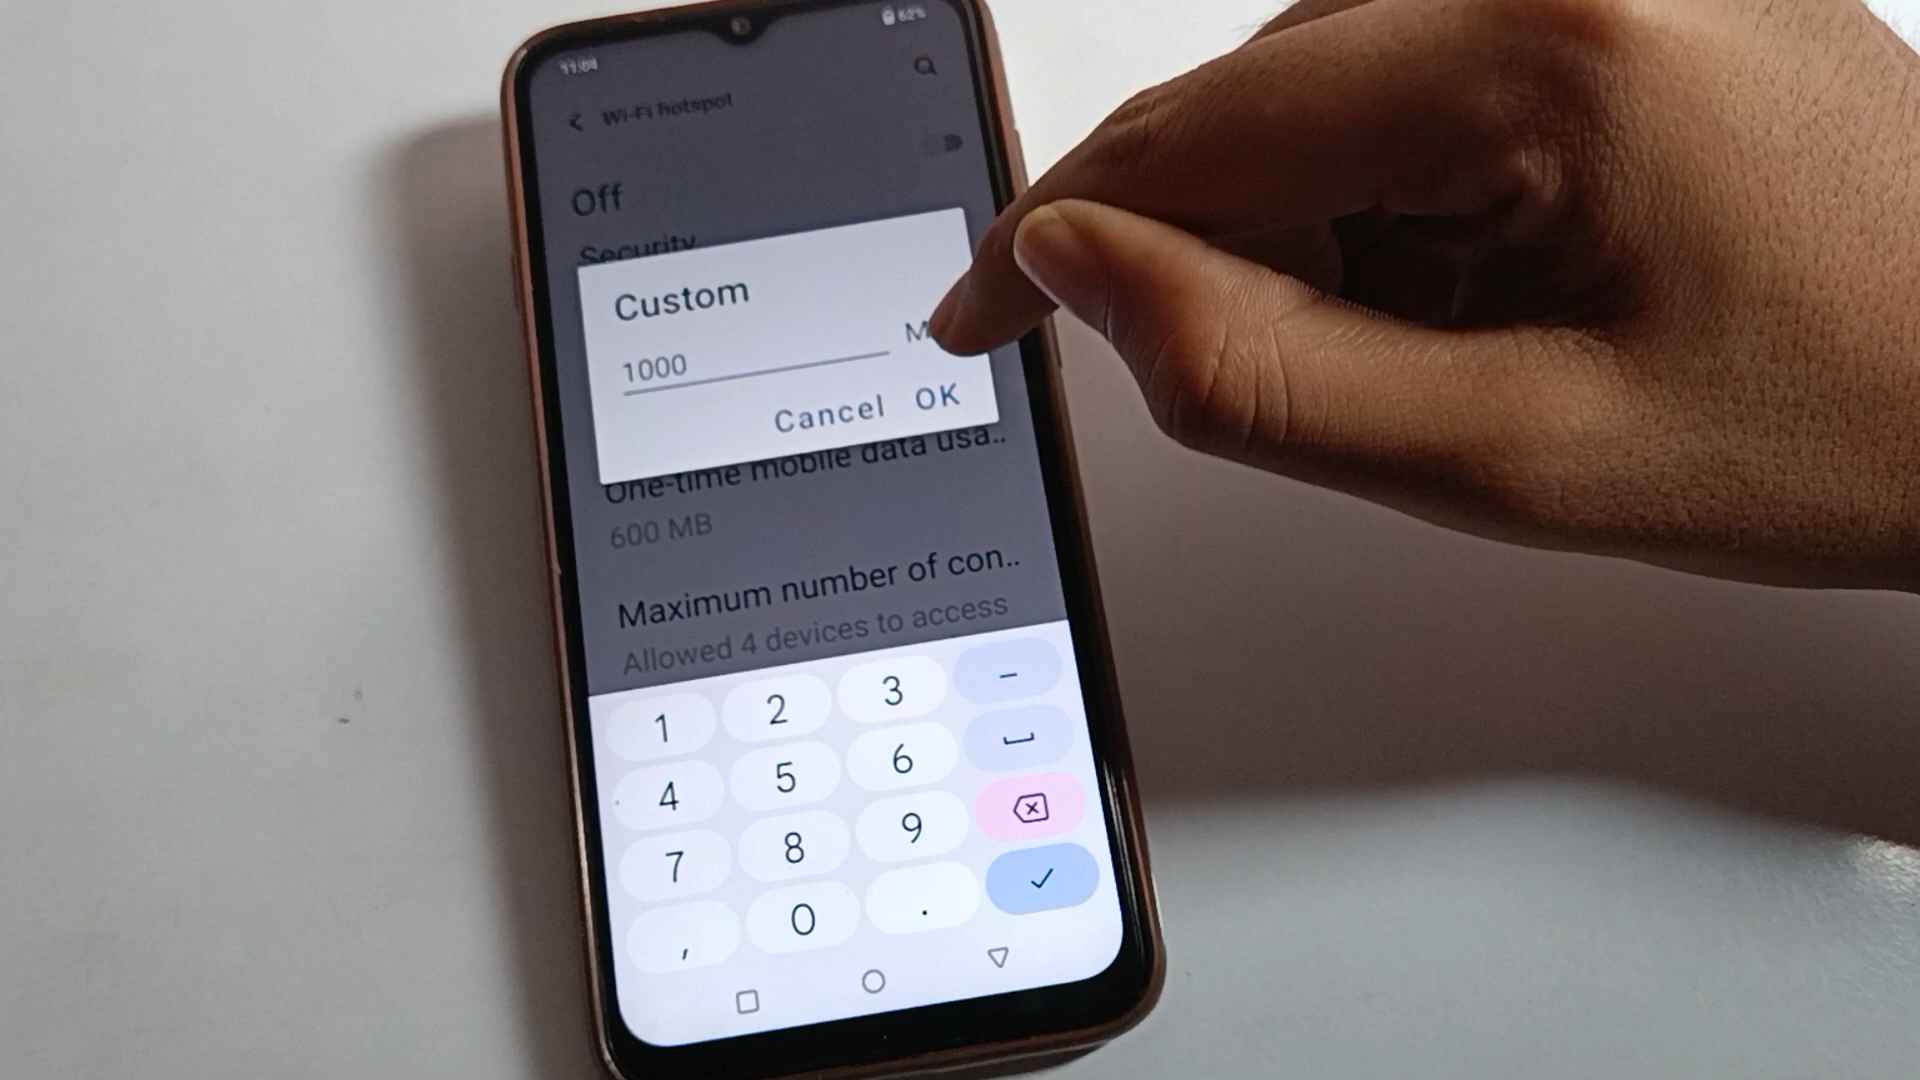 11:04
62%
Wi-Fi hotspot
Off
Security
Custom
1000
Cancel OK
One-time mobile data usa..
600 MB
Maximum number of con..
Allowed 4 devices to access
1 2 3 –
4 5 6
7 8 9
, 0 .